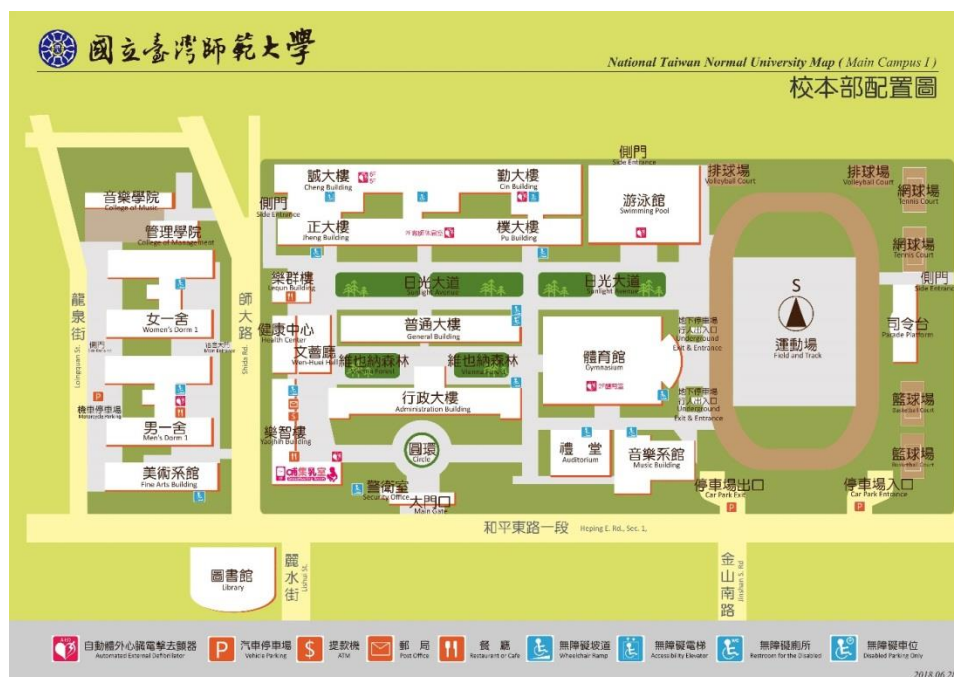 國立臺灣師範大學
National Taiwan Normal University Map ( Main Campus I )
校本部配置圖
側門
Side Entrance
誠大樓
Cheng Building
勤大樓
Cin Building
游泳館
Swimming Pool
排球場
Volleyball Court
排球場
Volleyball Court
網球場
Tennis Court
音樂學院
College of Music
側門
Side Entrance
正大樓
Jheng Building
樸大樓
Pu Building
管理學院
College of Management
網球場
Tennis Court
樂群樓
Lequn Building
日光大道
Sunlight Avenue
日光大道
Sunlight Avenue
S
側門
Side Entrance
龍泉街
Longquan St.
師大路
Shida Rd.
女一舍
Women's Dorm 1
健康中心
Health Center
普通大樓
General Building
地下停車場
行人出入口
Underground
Exit & Entrance
運動場
Field and Track
司令台
Parade Platform
側門
文薈廳
Wen-Huei Hall
維也納森林
Vienna Forest
維也納森林
Vienna Forest
體育館
Gymnasium
機車停車場
Motorcycle Parking
行政大樓
Administration Building
地下停車場
行人出入口
Underground
Exit & Entrance
籃球場
Basketball Court
男一舍
Men's Dorm 1
樂智樓
圓環
Circle
禮 堂
Auditorium
音樂系館
Music Building
籃球場
Basketball Court
美術系館
Fine Arts Building
哺集乳室
警衛室
Security Office
大門口
Main Gate
停車場出口
Car Park Exit
停車場入口
Car Park Entrance
P
P
P
和平東路一段 Heping E. Rd., Sec. 1,
圖書館
Library
麗水街
Lishui St.
金山南路
Jinshan S. Rd
AED
自動體外心臟電擊去顫器
Automated External Defibrillator
P
汽車停車場
Vehicle Parking
$
提款機
ATM
郵 局
Post Office
餐 廳
Restaurant or Cafe
無障礙坡道
Wheelchair Ramp
無障礙電梯
Accessibility Elevator
無障礙廁所
Restroom for the Disabled
無障礙車位
Disabled Parking Only
2018.06.28